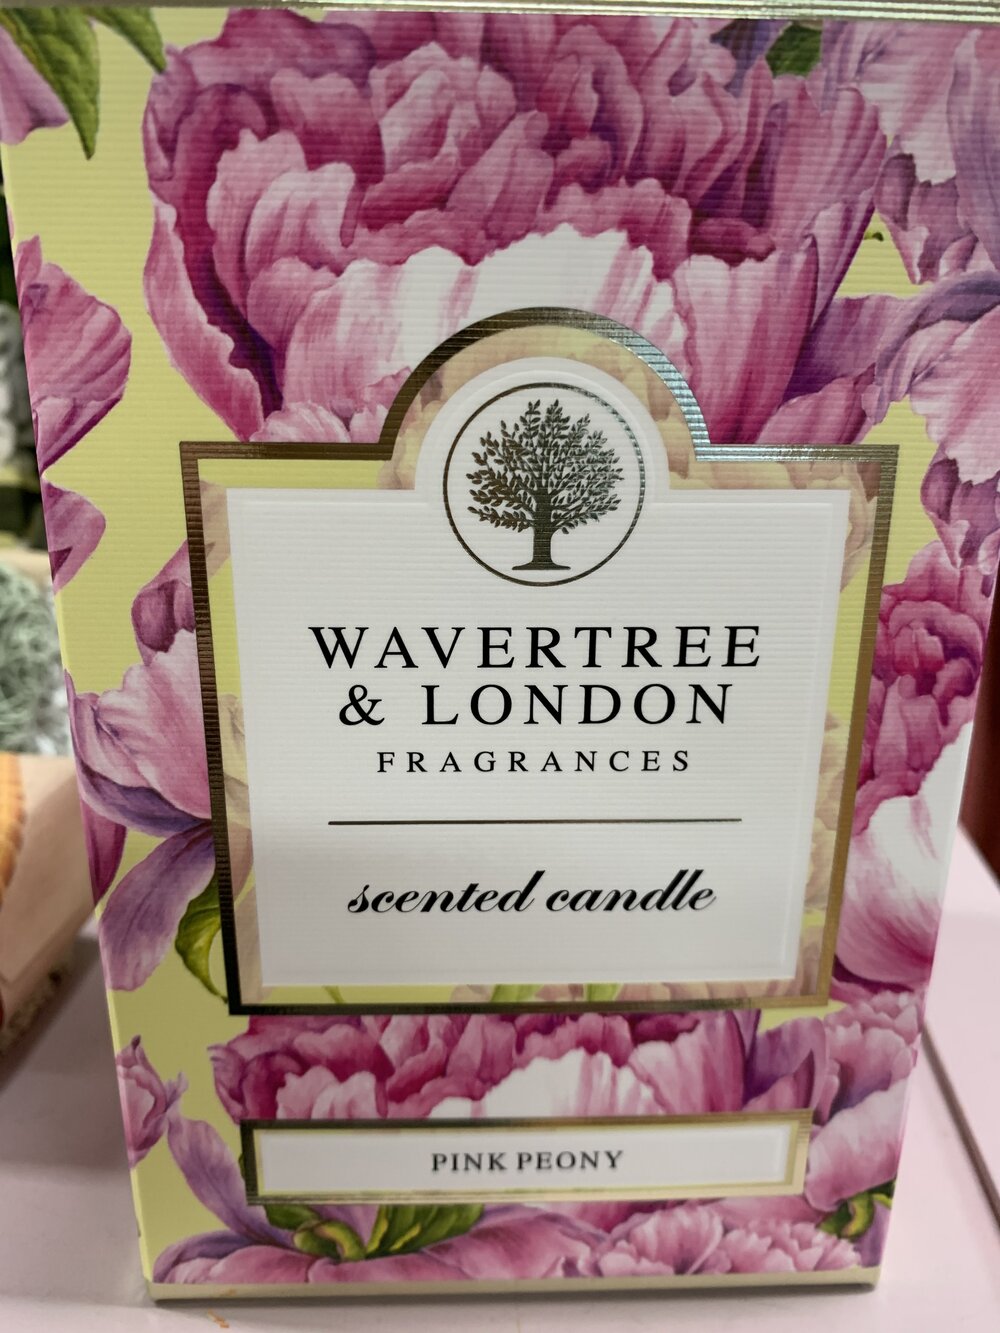 WAVERTREE
& LONDON
FRAGRANCES
scented candle
PINK PEONY